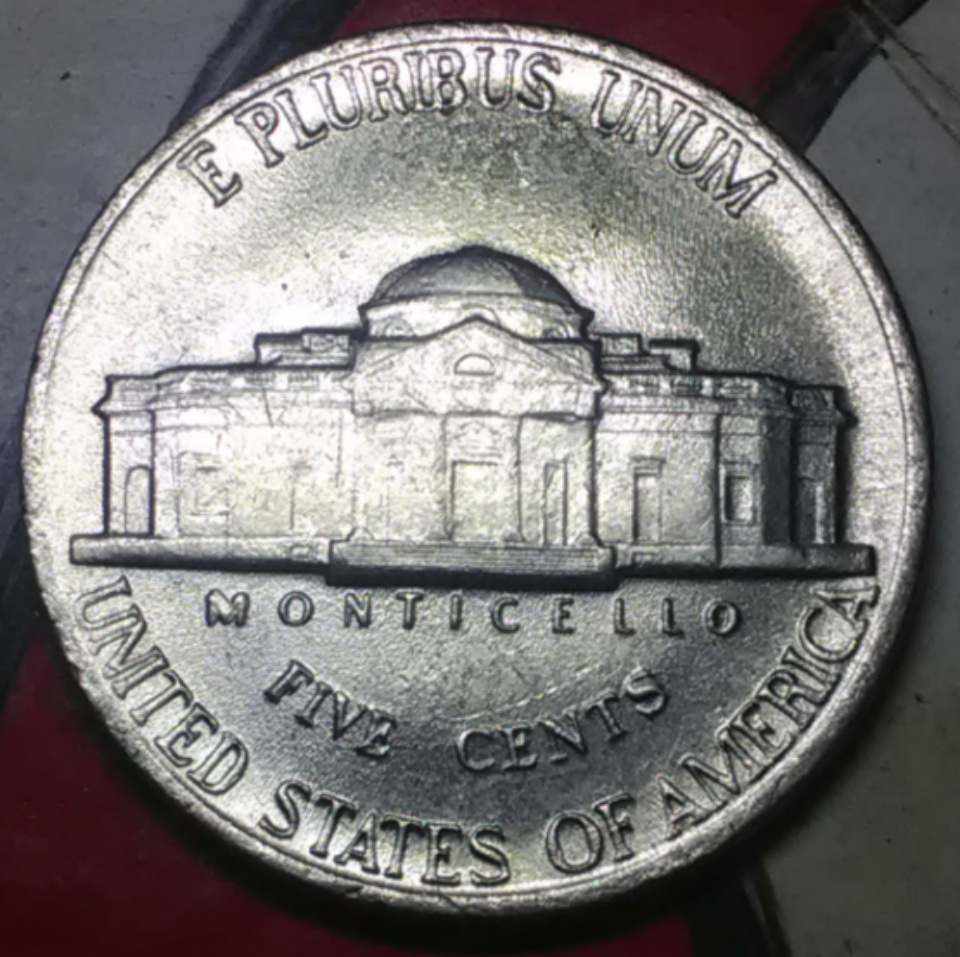 E PLURIBUS UNUM
MONTICELLO
FIVE CENTS
UNITED STATES OF AMERICA